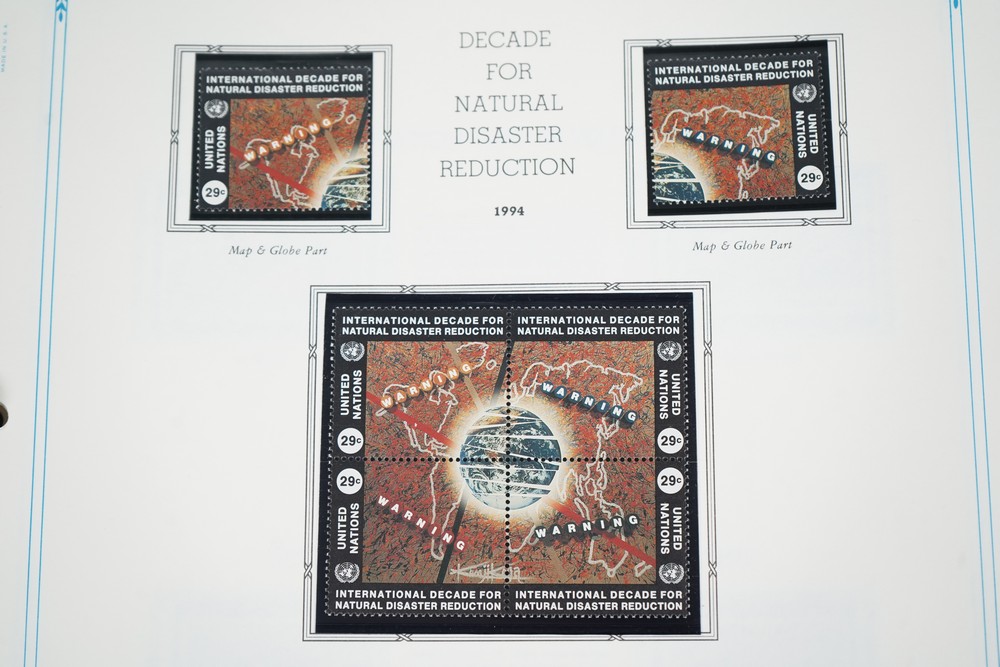 DECADE
FOR
NATURAL
DISASTER
REDUCTION
1994
INTERNATIONAL DECADE FOR
NATURAL DISASTER REDUCTION
UNITED
NATIONS
WARNING
29c
Map & Globe Part
INTERNATIONAL DECADE FOR
NATURAL DISASTER REDUCTION
UNITED
NATIONS
WARNING
29c
Map & Globe Part
INTERNATIONAL DECADE FOR
NATURAL DISASTER REDUCTION
UNITED
NATIONS
WARNING
29c
INTERNATIONAL DECADE FOR
NATURAL DISASTER REDUCTION
UNITED
NATIONS
WARNING
29c
29c
UNITED
NATIONS
WARNING
INTERNATIONAL DECADE FOR
NATURAL DISASTER REDUCTION
29c
UNITED
NATIONS
WARNING
INTERNATIONAL DECADE FOR
NATURAL DISASTER REDUCTION